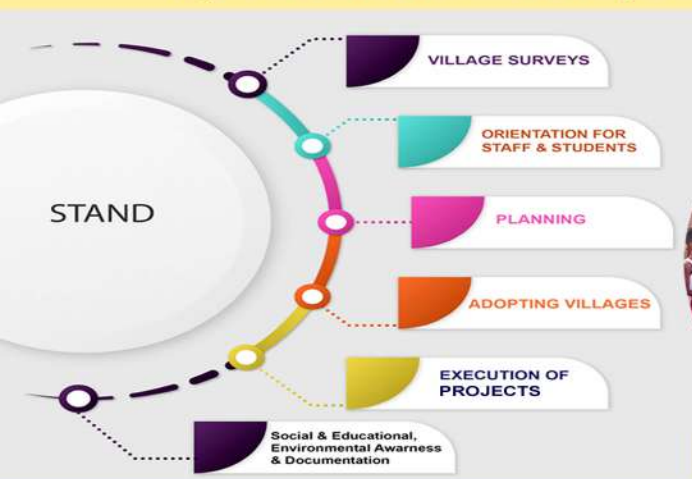 STAND
VILLAGE SURVEYS
ORIENTATION FOR
STAFF & STUDENTS
PLANNING
ADOPTING VILLAGES
EXECUTION OF
PROJECTS
Social & Educational,
Environmental Awarness
& Documentation